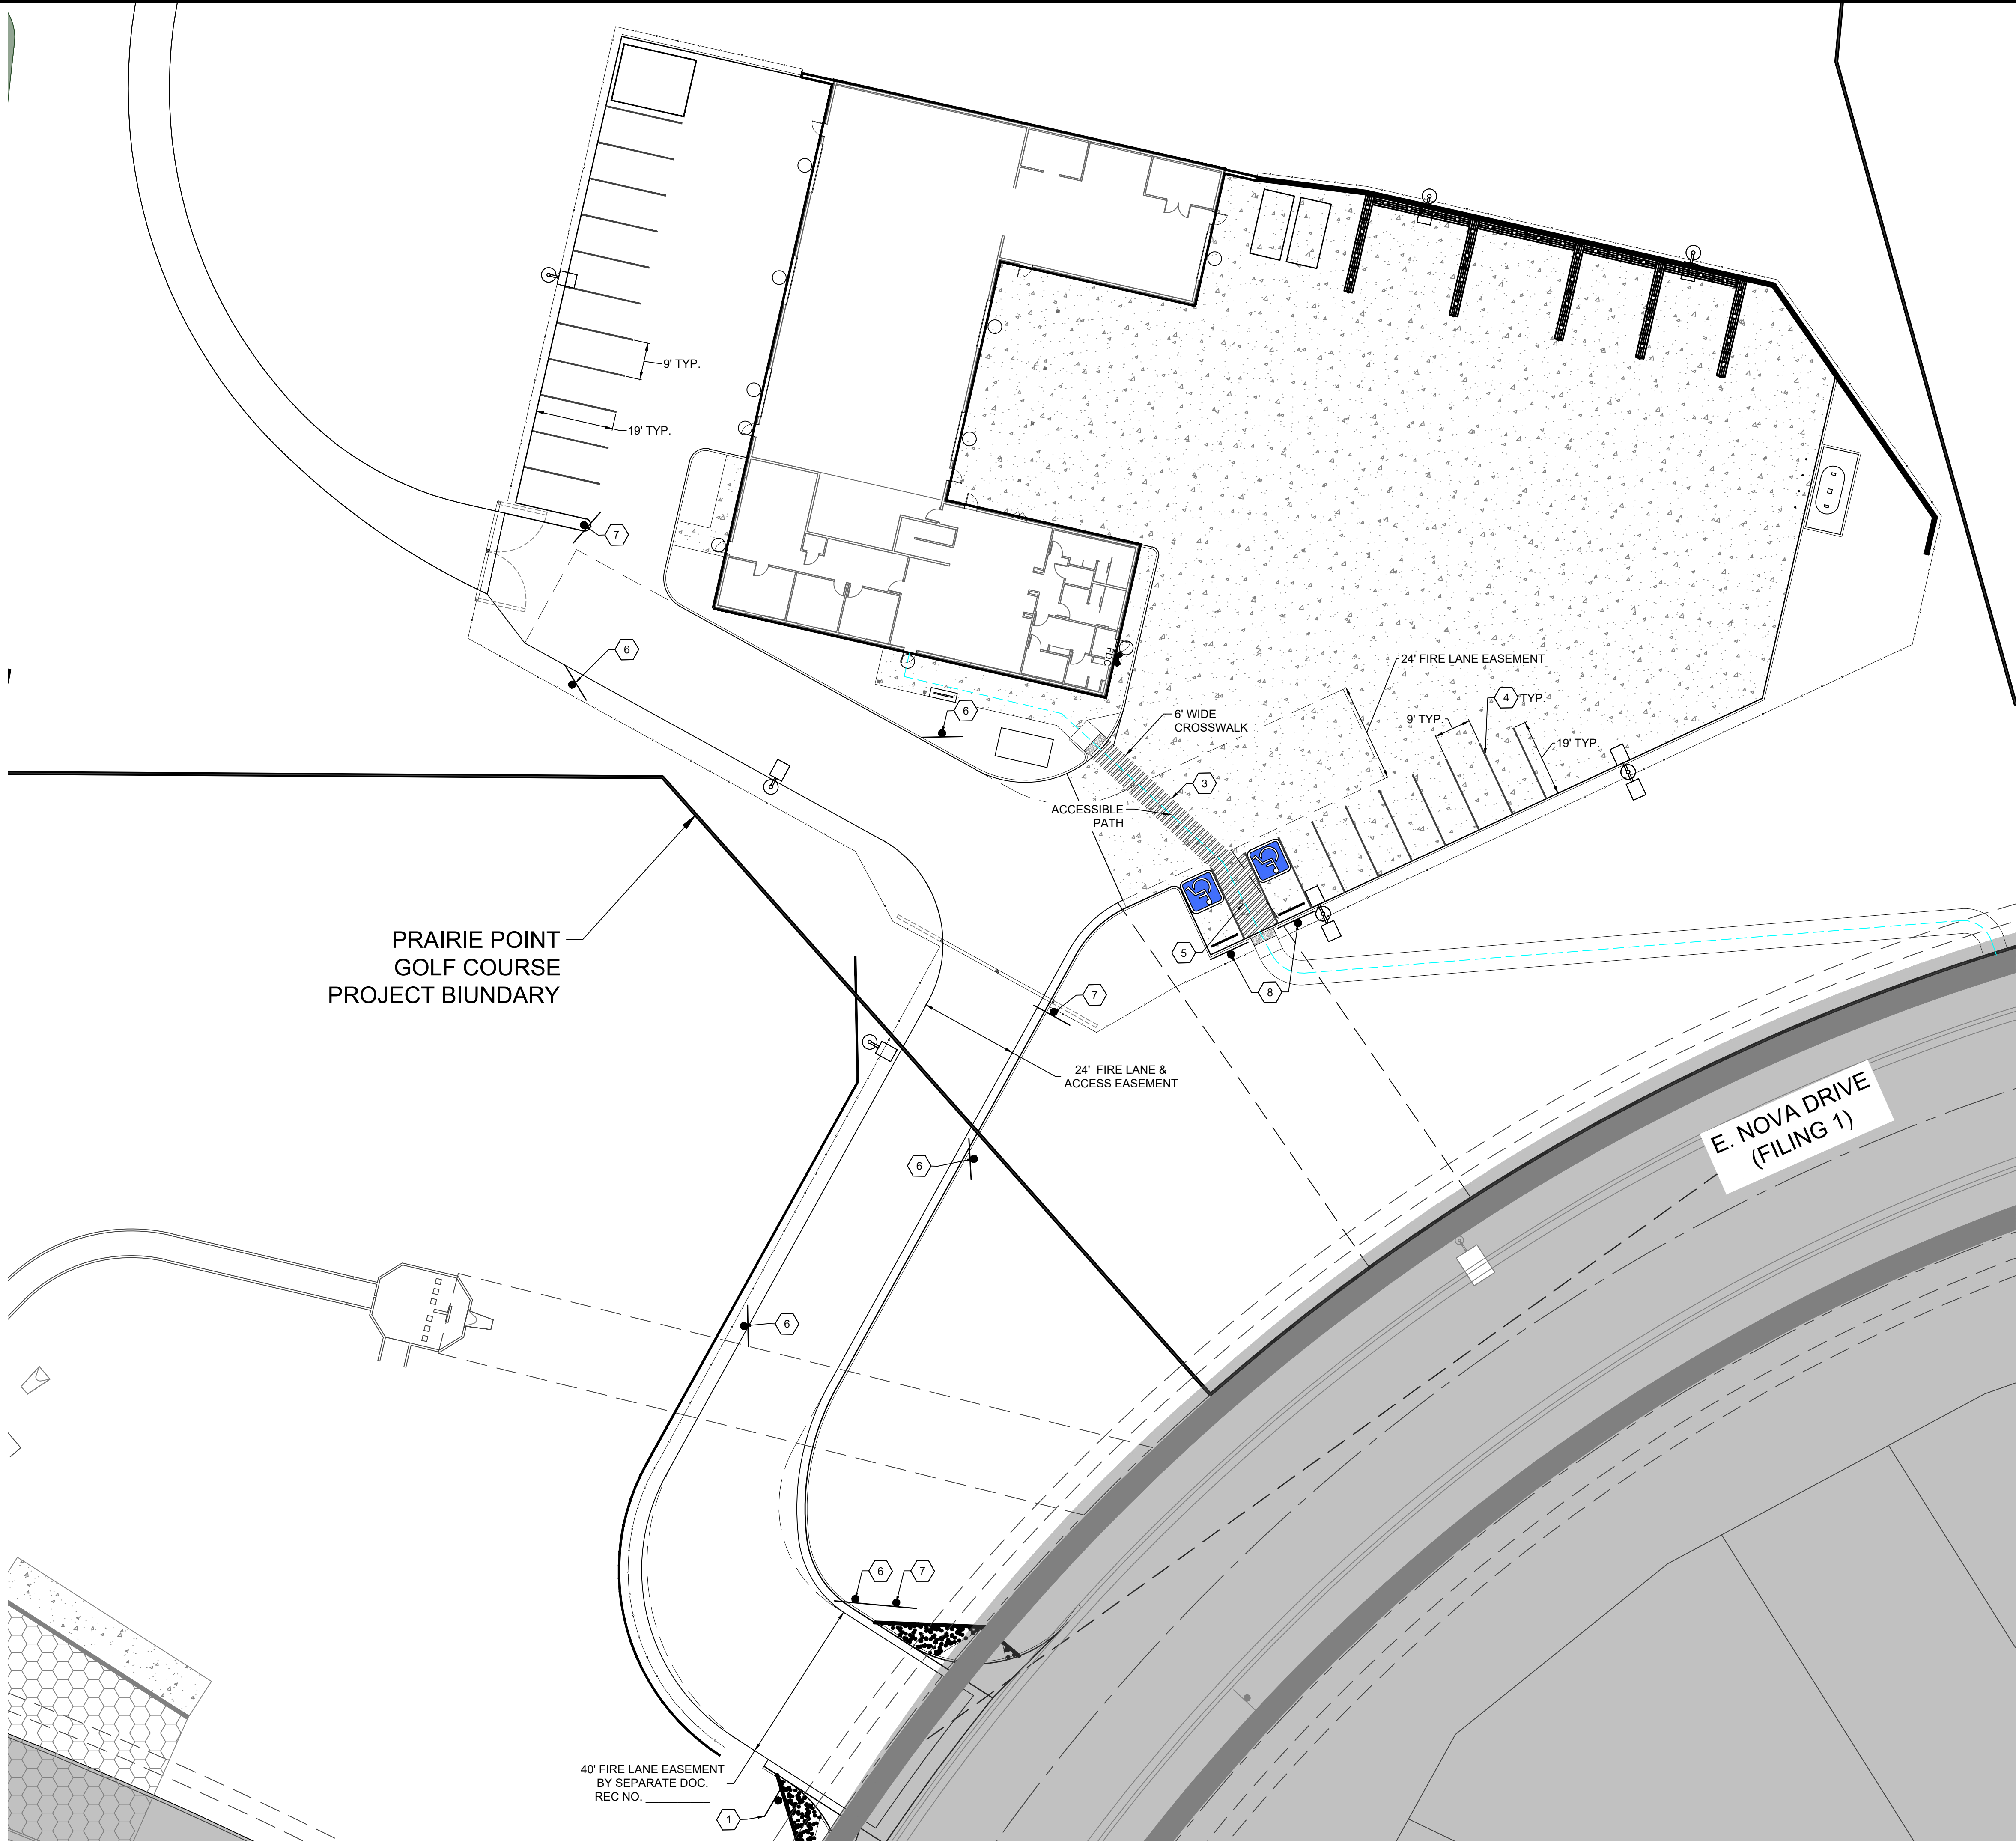 9' TYP.
19' TYP.
7
6
FDC
24' FIRE LANE EASEMENT
4
TYP.
9' TYP.
6
6' WIDE
CROSSWALK
19' TYP.
3
ACCESSIBLE
PATH
PRAIRIE POINT
GOLF COURSE
PROJECT BIUNDARY
5
8
7
24' FIRE LANE &
ACCESS EASEMENT
E. NOVA DRIVE
(FILING 1)
6
6
6
7
40' FIRE LANE EASEMENT
BY SEPARATE DOC.
REC NO. __________
1